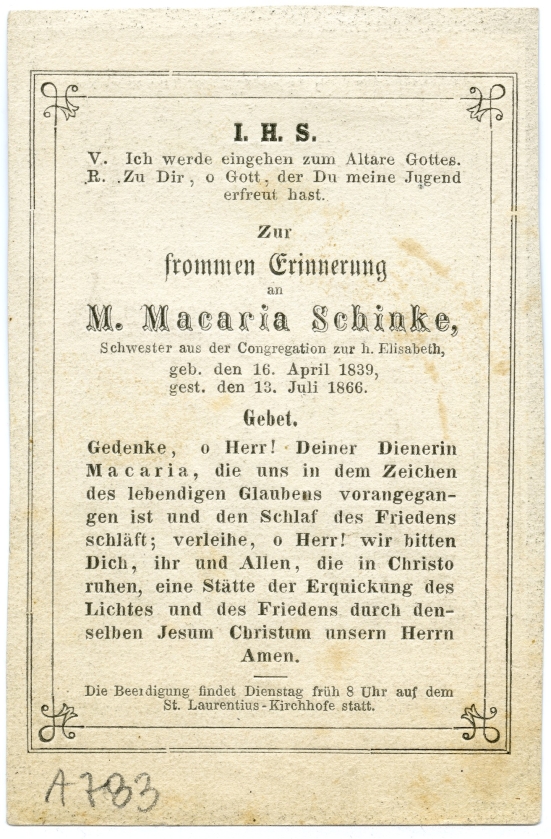 I. H. S.
V. Ich werde eingehen zum Altare Gottes.
R. Zu Dir, o Gott, der Du meine Jugend
erfreut hast.
Zur
frommen Erinnerung
an
M. Macaria Schinke,
Schwester aus der Congregation zur h. Elisabeth,
geb. den 16. April 1839,
gest. den 13. Juli 1866.
Gebet.
Gedenke, o Herr! Deiner Dienerin
Macaria, die uns in dem Zeichen
des lebendigen Glaubens vorangegan-
gen ist und den Schlaf des Friedens
schläft; verleihe, o Herr! wir bitten
Dich, ihr und Allen, die in Christo
ruhen, eine Stätte der Erquickung des
Lichtes und des Friedens durch den-
selben Jesum Christum unsern Herrn
Amen.
Die Beerdigung findet Dienstag früh 8 Uhr auf dem
St. Laurentius-Kirchhofe statt.
A783